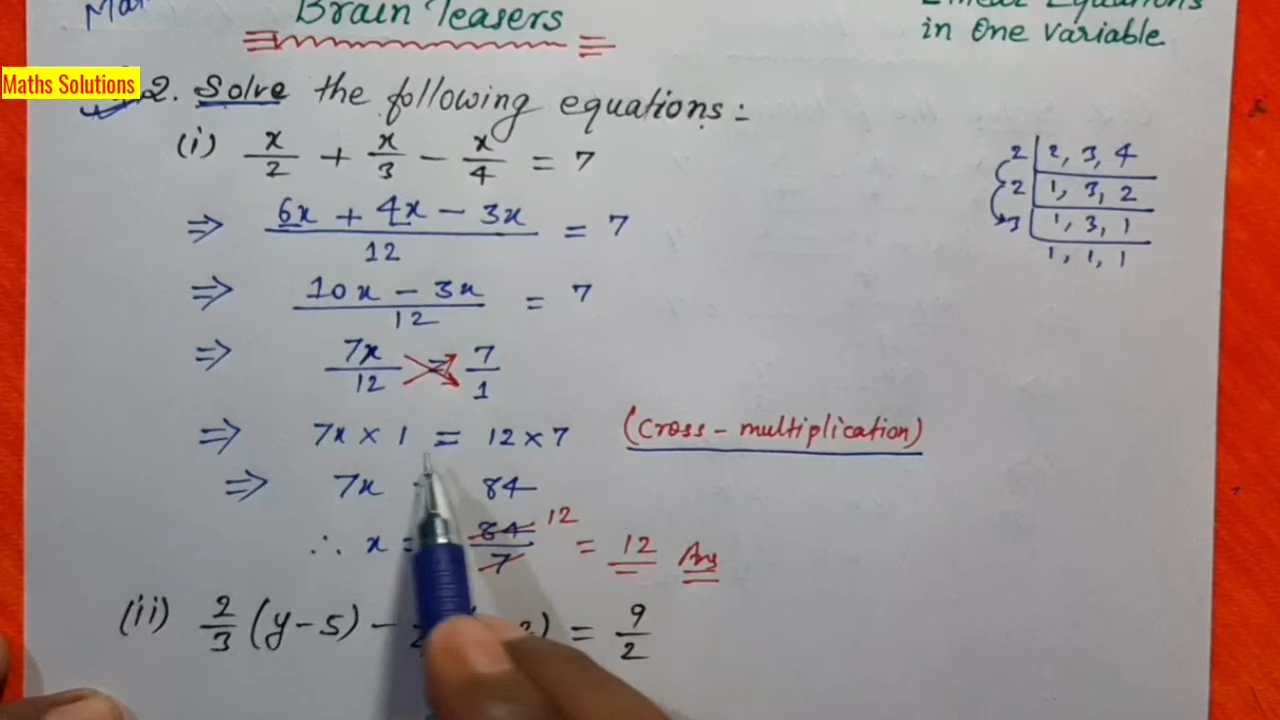 Brain Teasers
in One Variable
Maths Solutions
2. Solve the following equations:
(i) x/2 + x/3 - x/4 = 7
2 | 2, 3, 4
2 | 1, 3, 2
3 | 1, 3, 1
1, 1, 1
⇒ (6x + 4x - 3x)/12 = 7
⇒ (10x - 3x)/12 = 7
⇒ 7x/12 = 7/1
⇒ 7x × 1 = 12 × 7 (Cross-multiplication)
⇒ 7x 84
∴ x = 84/7 12 = 12 Ans
(ii) 2/3 (y-5) - ) = 9/2